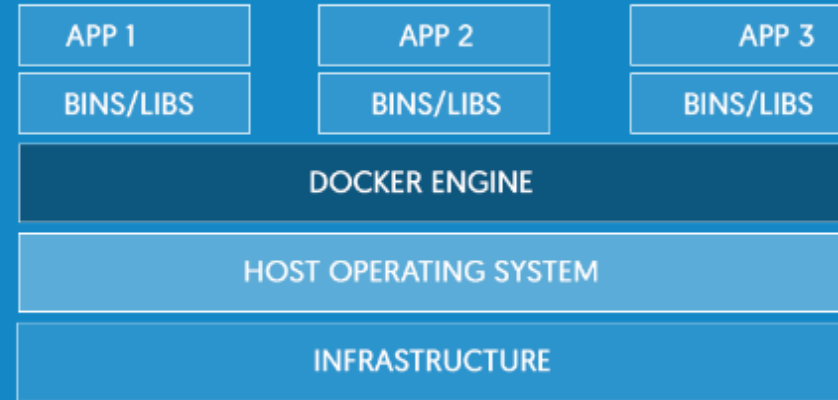 APP 1 APP 2 APP 3
BINS/LIBS BINS/LIBS BINS/LIBS
DOCKER ENGINE
HOST OPERATING SYSTEM
INFRASTRUCTURE